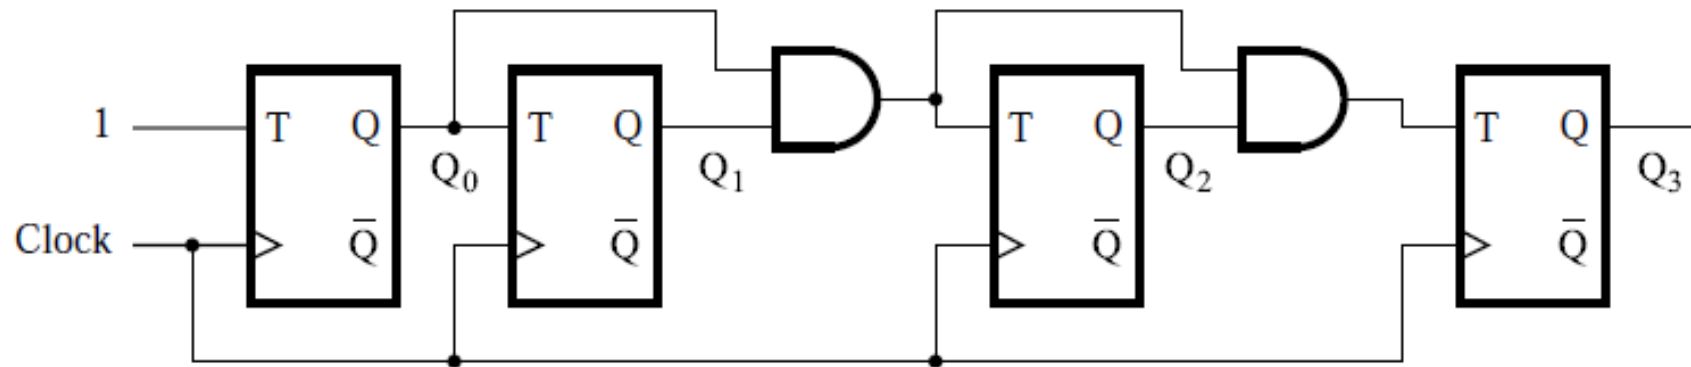 1 T Q T Q T Q T Q
Q₀ Q₁ Q₂ Q₃
Clock Q̅ Q̅ Q̅ Q̅